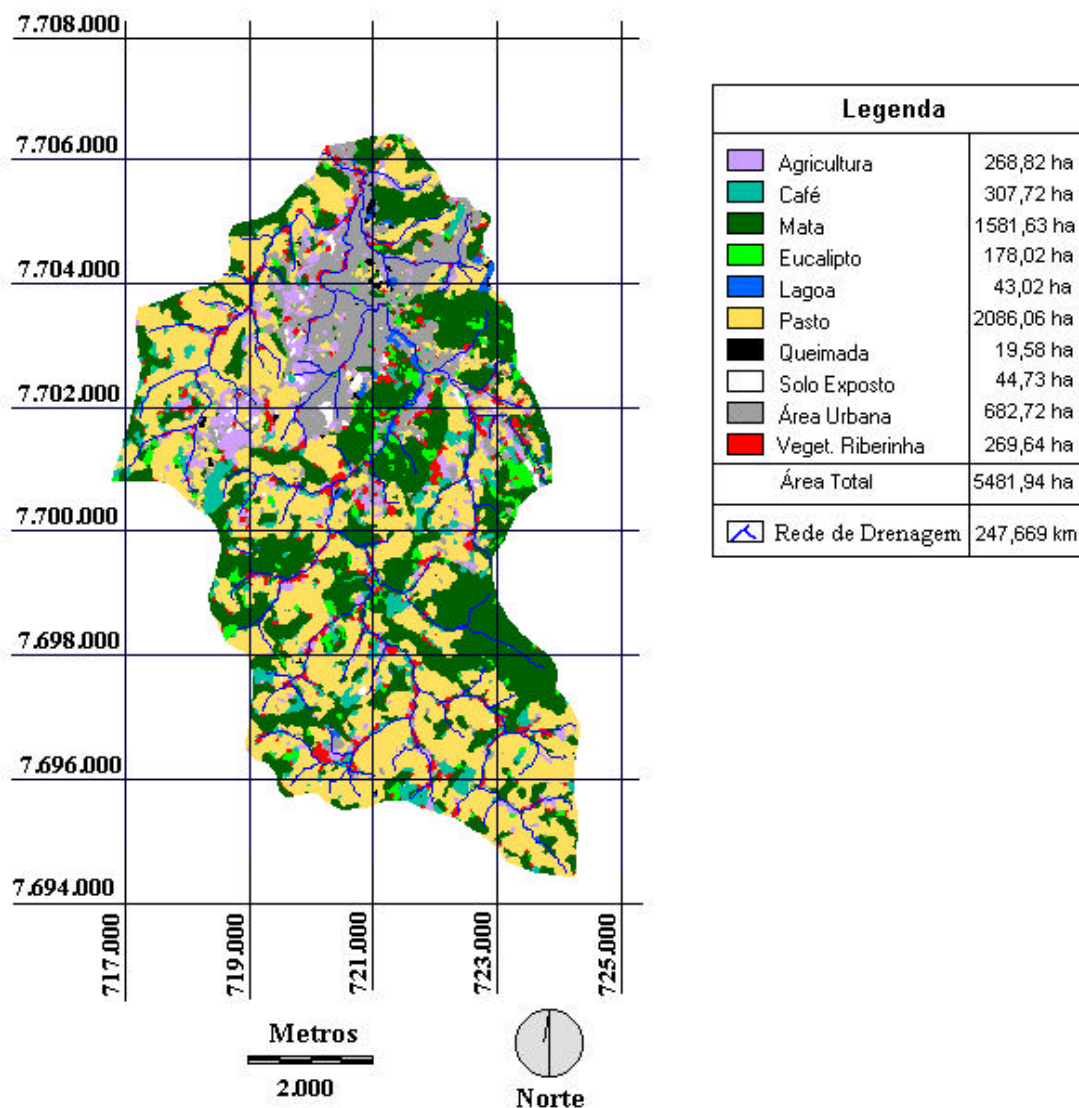 7.708.000
7.706.000
7.704.000
7.702.000
7.700.000
7.698.000
7.696.000
7.694.000
717.000
719.000
721.000
723.000
725.000
Metros
2.000
Norte
Legenda
Agricultura 268,82 ha
Café 307,72 ha
Mata 1581,63 ha
Eucalipto 178,02 ha
Lagoa 43,02 ha
Pasto 2086,06 ha
Queimada 19,58 ha
Solo Exposto 44,73 ha
Área Urbana 682,72 ha
Veget. Riberinha 269,64 ha
Área Total 5481,94 ha
Rede de Drenagem 247,669 km